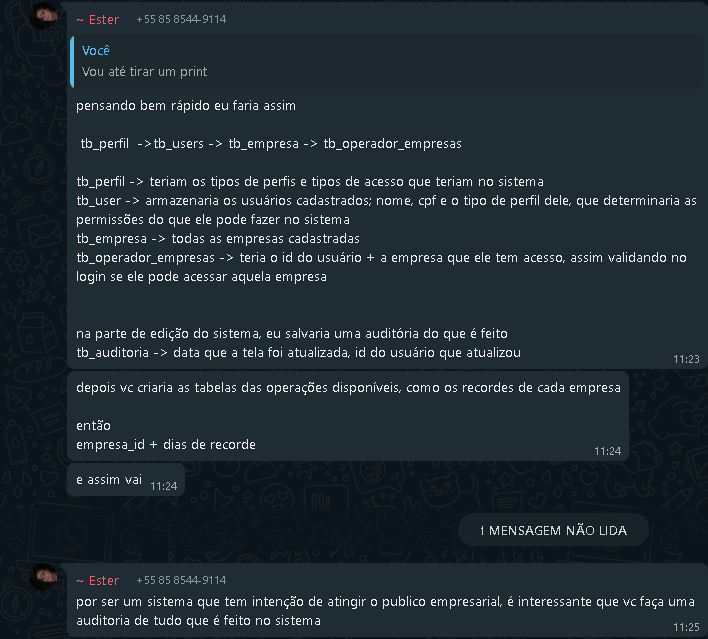 ~ Ester +55 85 8544-9114
Você
Vou até tirar um print
pensando bem rápido eu faria assim
tb_perfil ->tb_users -> tb_empresa -> tb_operador_empresas
tb_perfil -> teriam os tipos de perfis e tipos de acesso que teriam no sistema
tb_user -> armazenaria os usuários cadastrados; nome, cpf e o tipo de perfil dele, que determinaria as
permissões do que ele pode fazer no sistema
tb_empresa -> todas as empresas cadastradas
tb_operador_empresas -> teria o id do usuário + a empresa que ele tem acesso, assim validando no
login se ele pode acessar aquela empresa
na parte de edição do sistema, eu salvaria uma auditória do que é feito
tb_auditoria -> data que a tela foi atualizada, id do usuário que atualizou
11:23
depois vc criaria as tabelas das operações disponíveis, como os recordes de cada empresa
então
empresa_id + dias de recorde
11:24
e assim vai 11:24
1 MENSAGEM NÃO LIDA
~ Ester +55 85 8544-9114
por ser um sistema que tem intenção de atingir o publico empresarial, é interessante que vc faça uma
auditoria de tudo que é feito no sistema
11:25